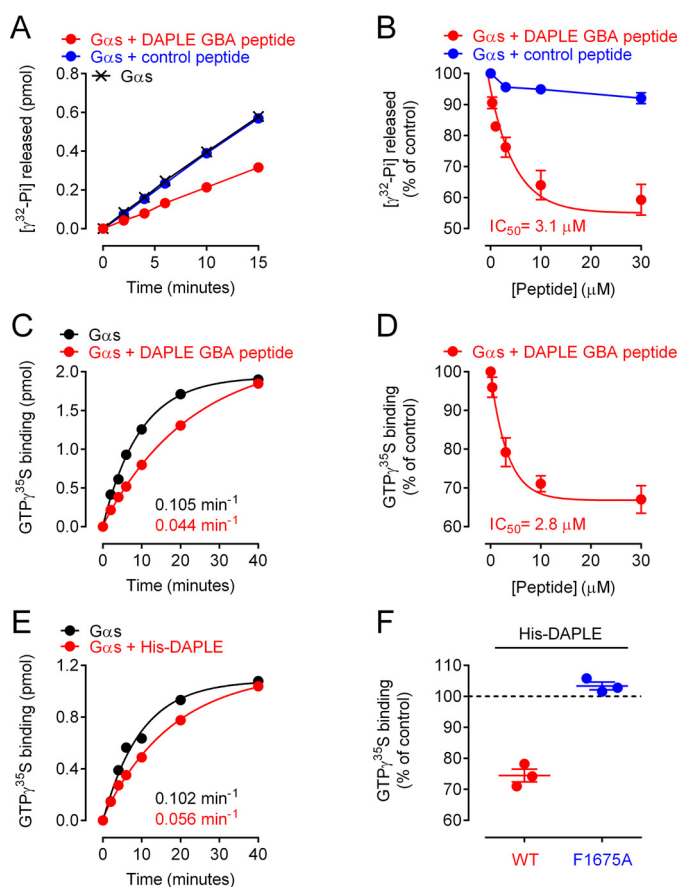 A
Gαs + DAPLE GBA peptide
Gαs + control peptide
Gαs
[γ³²-Pi] released (pmol)
0.8
0.6
0.4
0.2
0.0
0 5 10 15
Time (minutes)
B
Gαs + DAPLE GBA peptide
Gαs + control peptide
[γ³²-Pi] released
(% of control)
100
90
80
70
60
50
IC₅₀= 3.1 μM
0 10 20 30
[Peptide] (μM)
C
Gαs
Gαs + DAPLE GBA peptide
GTPγ³⁵S binding (pmol)
2.0
1.5
1.0
0.5
0.0
0.105 min⁻¹
0.044 min⁻¹
0 10 20 30 40
Time (minutes)
D
Gαs + DAPLE GBA peptide
GTPγ³⁵S binding
(% of control)
100
90
80
70
60
IC₅₀= 2.8 μM
0 10 20 30
[Peptide] (μM)
E
Gαs
Gαs + His-DAPLE
GTPγ³⁵S binding (pmol)
1.2
0.8
0.4
0.0
0.102 min⁻¹
0.056 min⁻¹
0 10 20 30 40
Time (minutes)
F
His-DAPLE
GTPγ³⁵S binding
(% of control)
110
100
90
80
70
60
WT F1675A